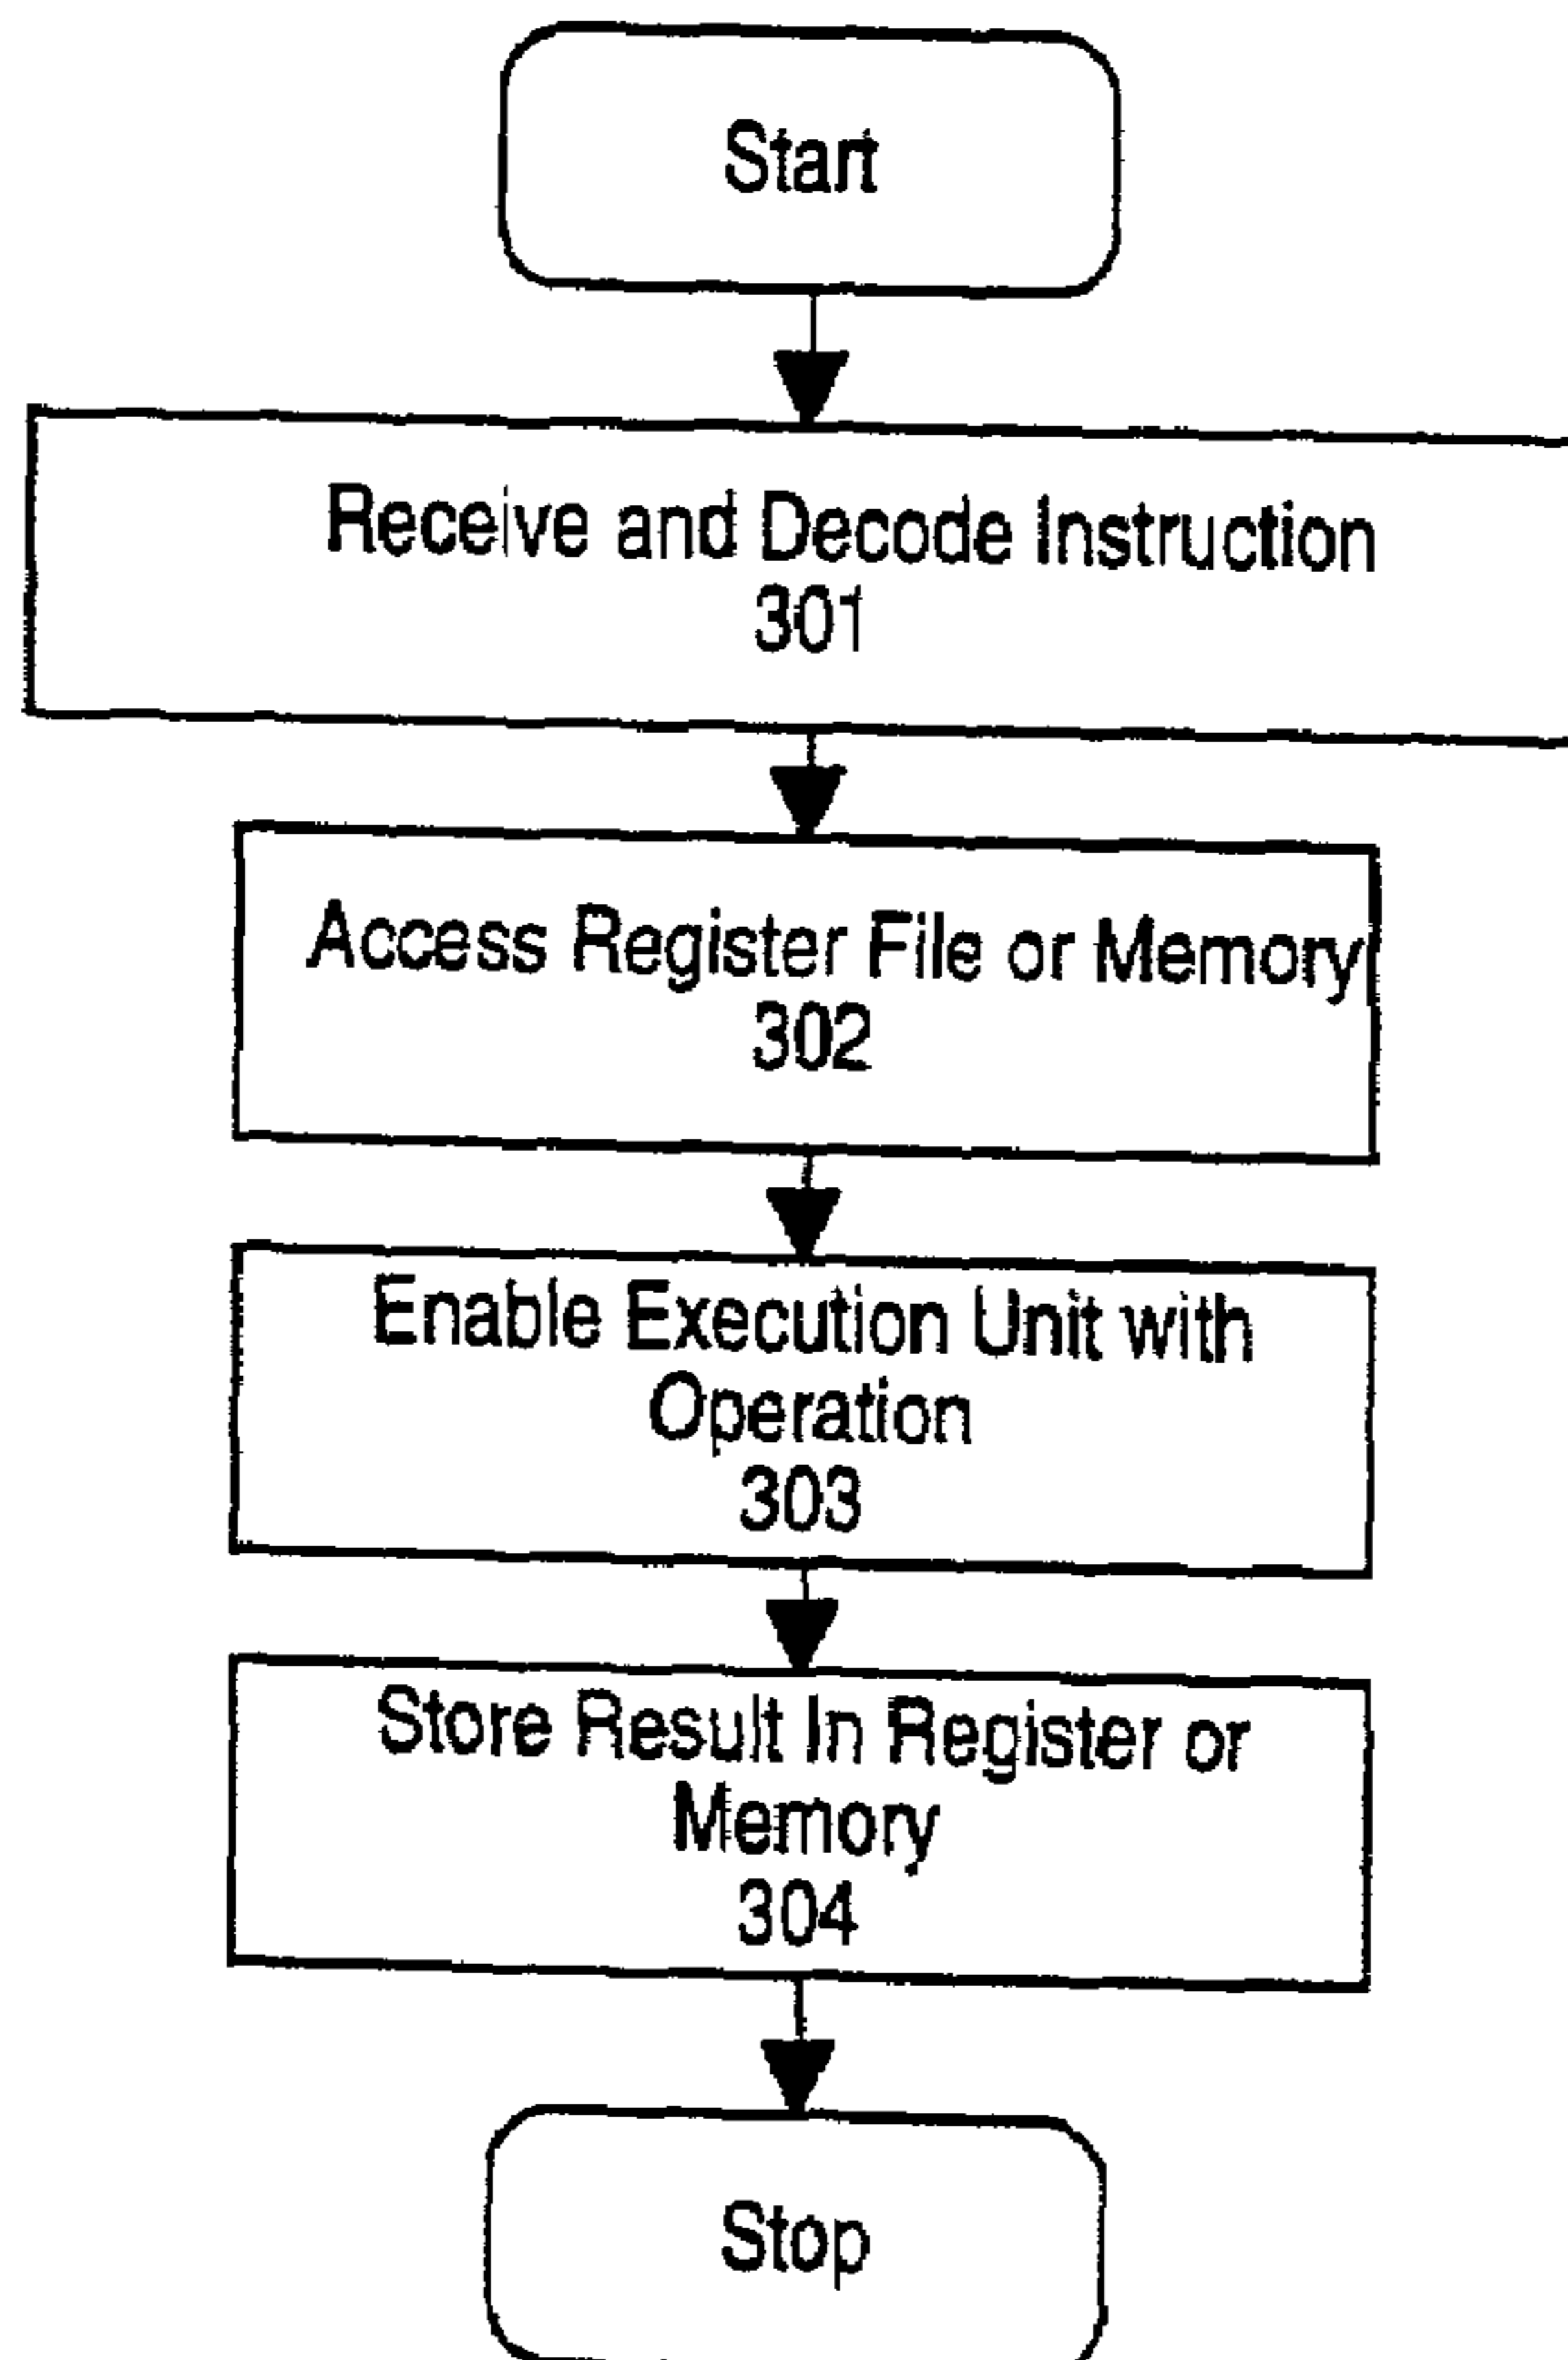 Start
Receive and Decode Instruction
301
Access Register File or Memory
302
Enable Execution Unit with
Operation
303
Store Result In Register or
Memory
304
Stop